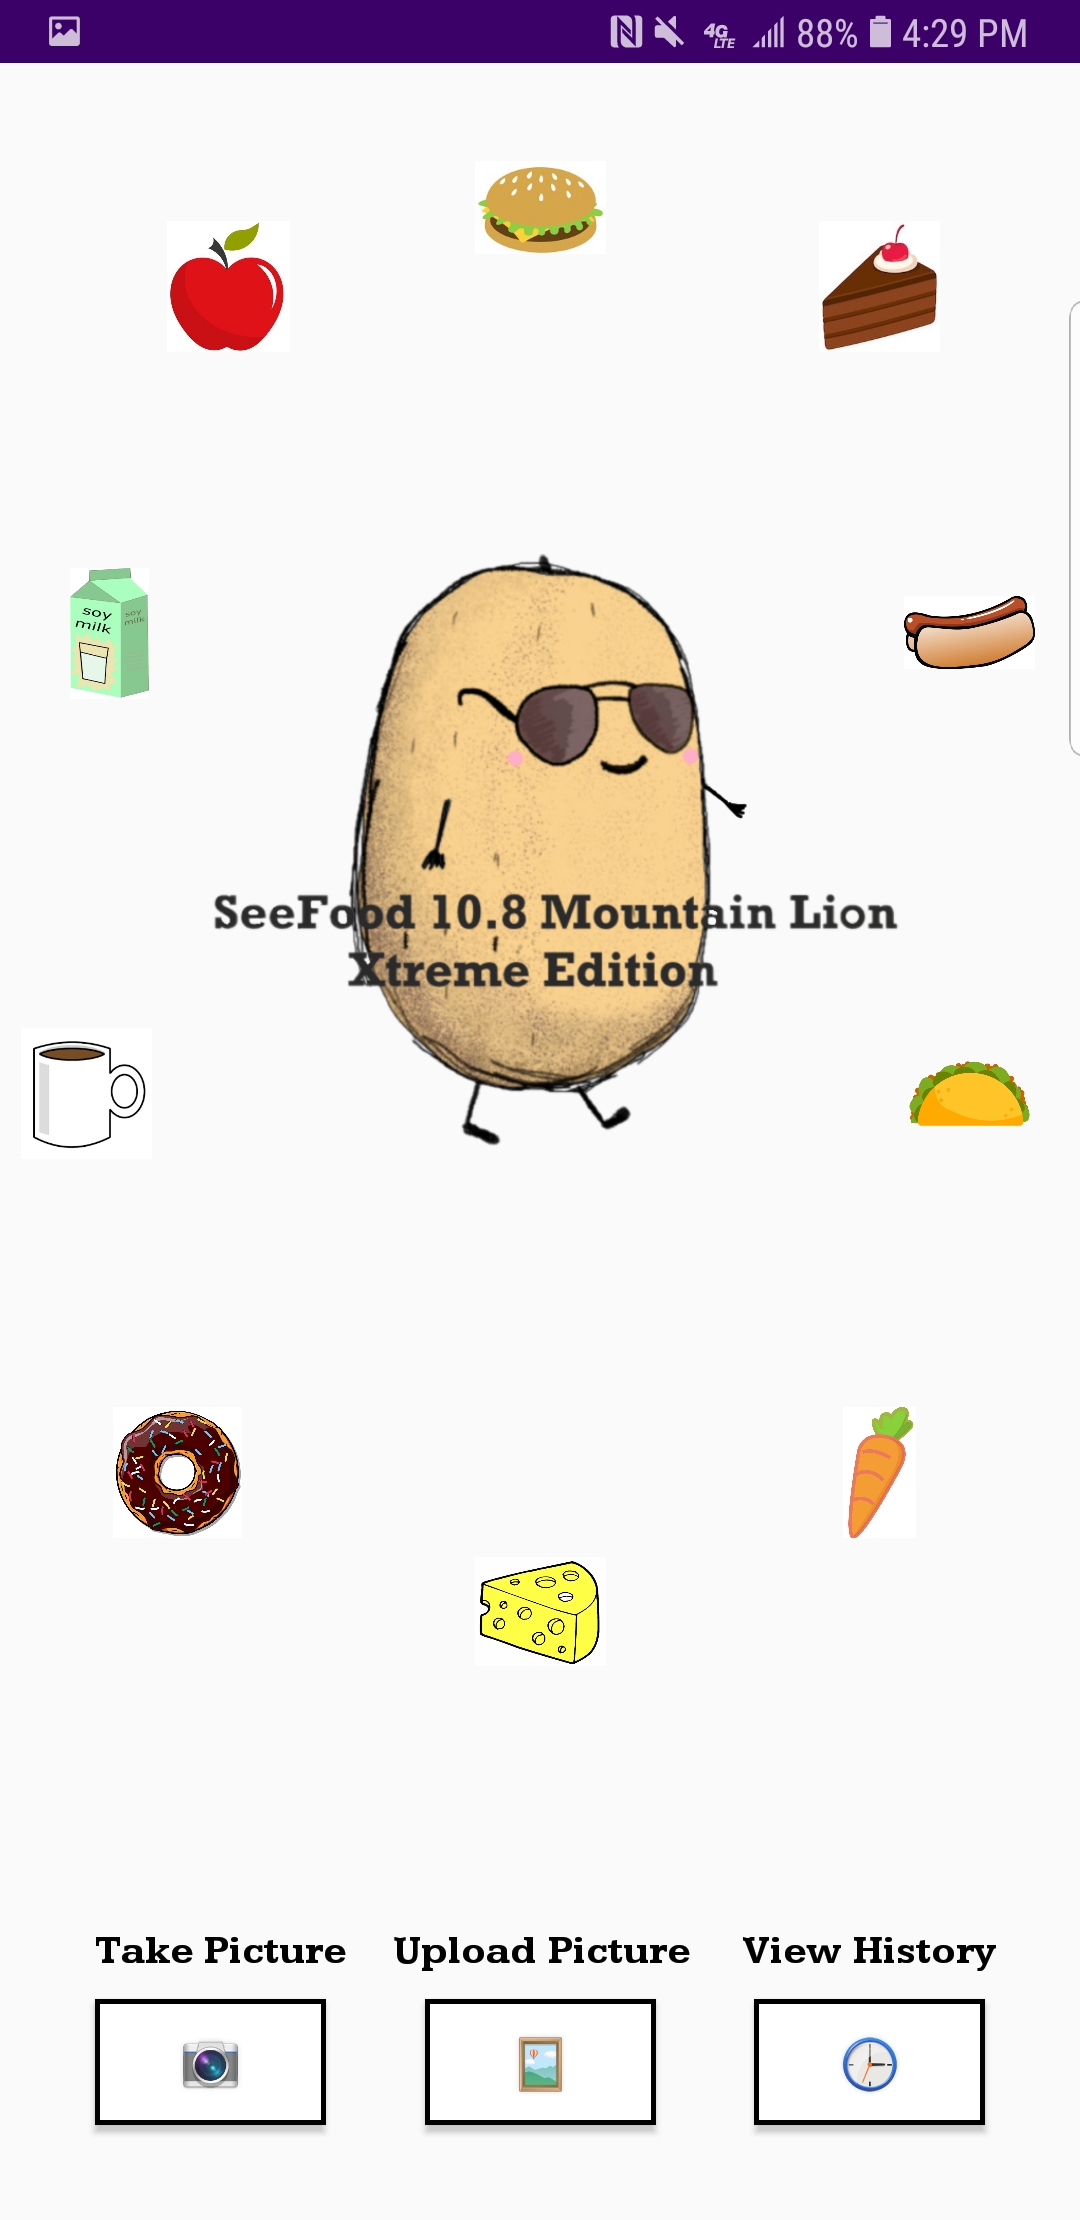 4G LTE 88% 4:29 PM
soy milk
soy milk
SeeFood 10.8 Mountain Lion
Xtreme Edition
Take Picture Upload Picture View History